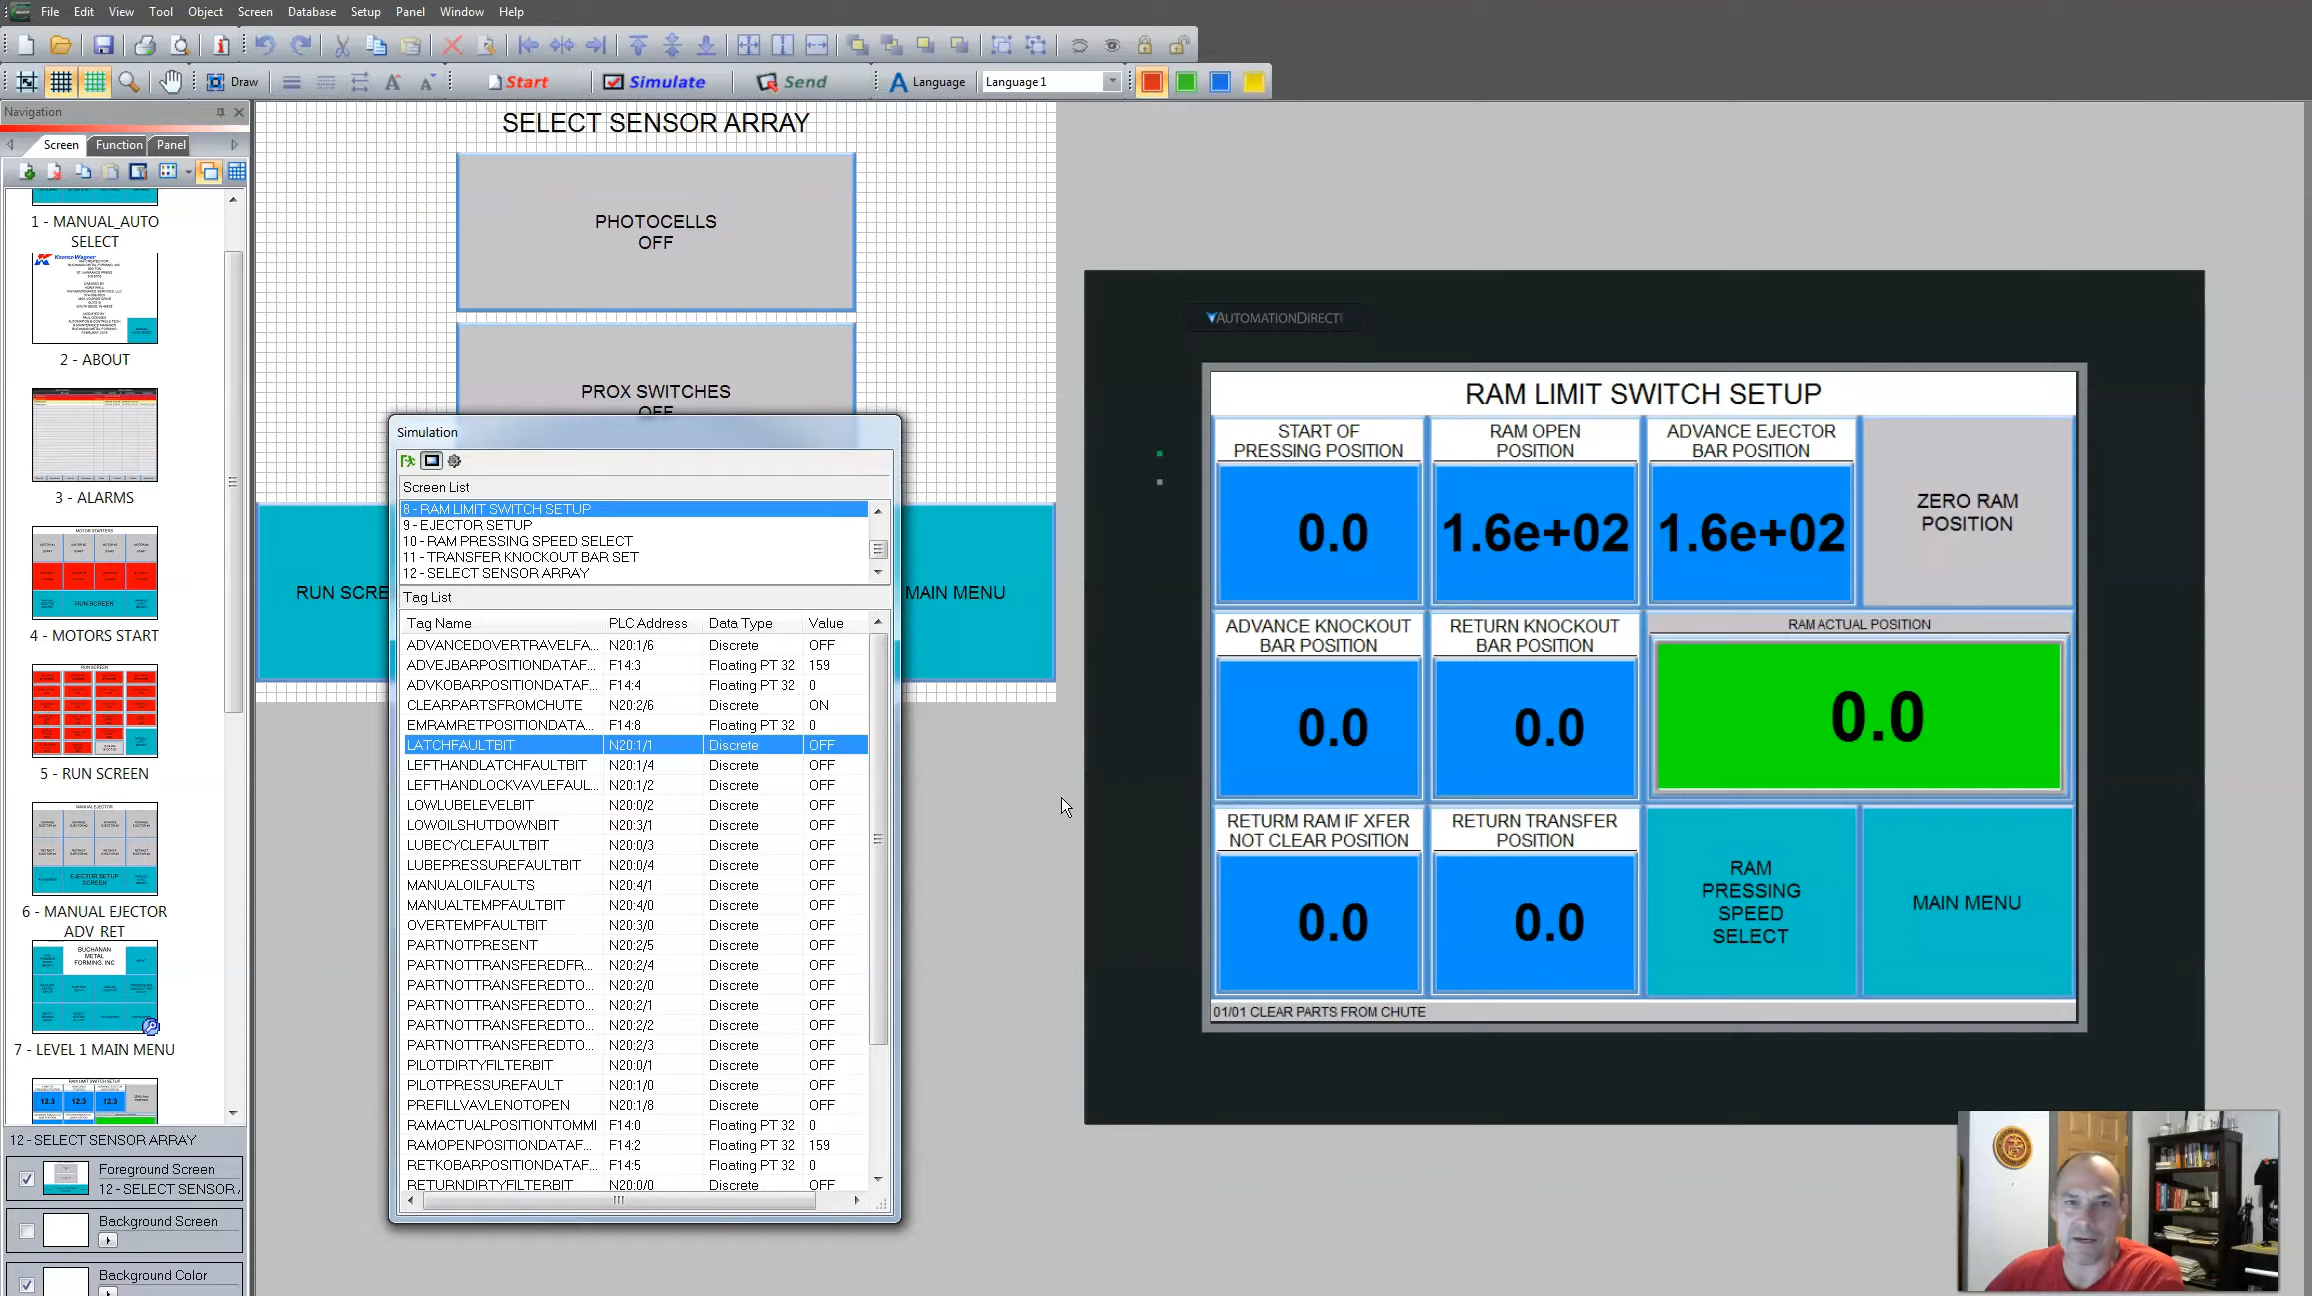 File Edit View Tool Object Screen Database Setup Panel Window Help
Draw Start Simulate Send Language Language 1
Navigation
Screen Function Panel
1 - MANUAL_AUTO
SELECT
2 - ABOUT
3 - ALARMS
4 - MOTORS START
5 - RUN SCREEN
6 - MANUAL EJECTOR
ADV_RET
BUCHANAN
METAL
FORMING, INC
7 - LEVEL 1 MAIN MENU
12.3 12.3 12.3
12 - SELECT SENSOR ARRAY
Foreground Screen
12 - SELECT SENSOR
Background Screen
Background Color
SELECT SENSOR ARRAY
PHOTOCELLS
OFF
PROX SWITCHES
OFF
RUN SCRE
MAIN MENU
Simulation
Screen List
8 - RAM LIMIT SWITCH SETUP
9 - EJECTOR SETUP
10 - RAM PRESSING SPEED SELECT
11 - TRANSFER KNOCKOUT BAR SET
12 - SELECT SENSOR ARRAY
Tag List
Tag Name PLC Address Data Type Value
ADVANCEDOVERTRAVELFA... N20:1/6 Discrete OFF
ADVEJBARPOSITIONDATAF... F14:3 Floating PT 32 159
ADVKOBARPOSITIONDATAF... F14:4 Floating PT 32 0
CLEARPARTSFROMCHUTE N20:2/6 Discrete ON
EMRAMRETPOSITIONDATA... F14:8 Floating PT 32 0
LATCHFAULTBIT N20:1/1 Discrete OFF
LEFTHANDLATCHFAULTBIT N20:1/4 Discrete OFF
LEFTHANDLOCKVAVLEFAUL... N20:1/2 Discrete OFF
LOWLUBELEVELBIT N20:0/2 Discrete OFF
LOWOILSHUTDOWNBIT N20:3/1 Discrete OFF
LUBECYCLEFAULTBIT N20:0/3 Discrete OFF
LUBEPRESSUREFAULTBIT N20:0/4 Discrete OFF
MANUALOILFAULTS N20:4/1 Discrete OFF
MANUALTEMPFAULTBIT N20:4/0 Discrete OFF
OVERTEMPFAULTBIT N20:3/0 Discrete OFF
PARTNOTPRESENT N20:2/5 Discrete OFF
PARTNOTTRANSFEREDFR... N20:2/4 Discrete OFF
PARTNOTTRANSFEREDTO... N20:2/0 Discrete OFF
PARTNOTTRANSFEREDTO... N20:2/1 Discrete OFF
PARTNOTTRANSFEREDTO... N20:2/2 Discrete OFF
PARTNOTTRANSFEREDTO... N20:2/3 Discrete OFF
PILOTDIRTYFILTERBIT N20:0/1 Discrete OFF
PILOTPRESSUREFAULT N20:1/0 Discrete OFF
PREFILLVAVLENOTOPEN N20:1/8 Discrete OFF
RAMACTUALPOSITIONTOMMI F14:0 Floating PT 32 0
RAMOPENPOSITIONDATAF... F14:2 Floating PT 32 159
RETKOBARPOSITIONDATAF... F14:5 Floating PT 32 0
RETURNDIRTYFILTERBIT N20:0/0 Discrete OFF
AUTOMATIONDIRECT
RAM LIMIT SWITCH SETUP
START OF
PRESSING POSITION
0.0
RAM OPEN
POSITION
1.6e+02
ADVANCE EJECTOR
BAR POSITION
1.6e+02
ZERO RAM
POSITION
ADVANCE KNOCKOUT
BAR POSITION
0.0
RETURN KNOCKOUT
BAR POSITION
0.0
RAM ACTUAL POSITION
0.0
RETURM RAM IF XFER
NOT CLEAR POSITION
0.0
RETURN TRANSFER
POSITION
0.0
RAM
PRESSING
SPEED
SELECT
MAIN MENU
01/01 CLEAR PARTS FROM CHUTE